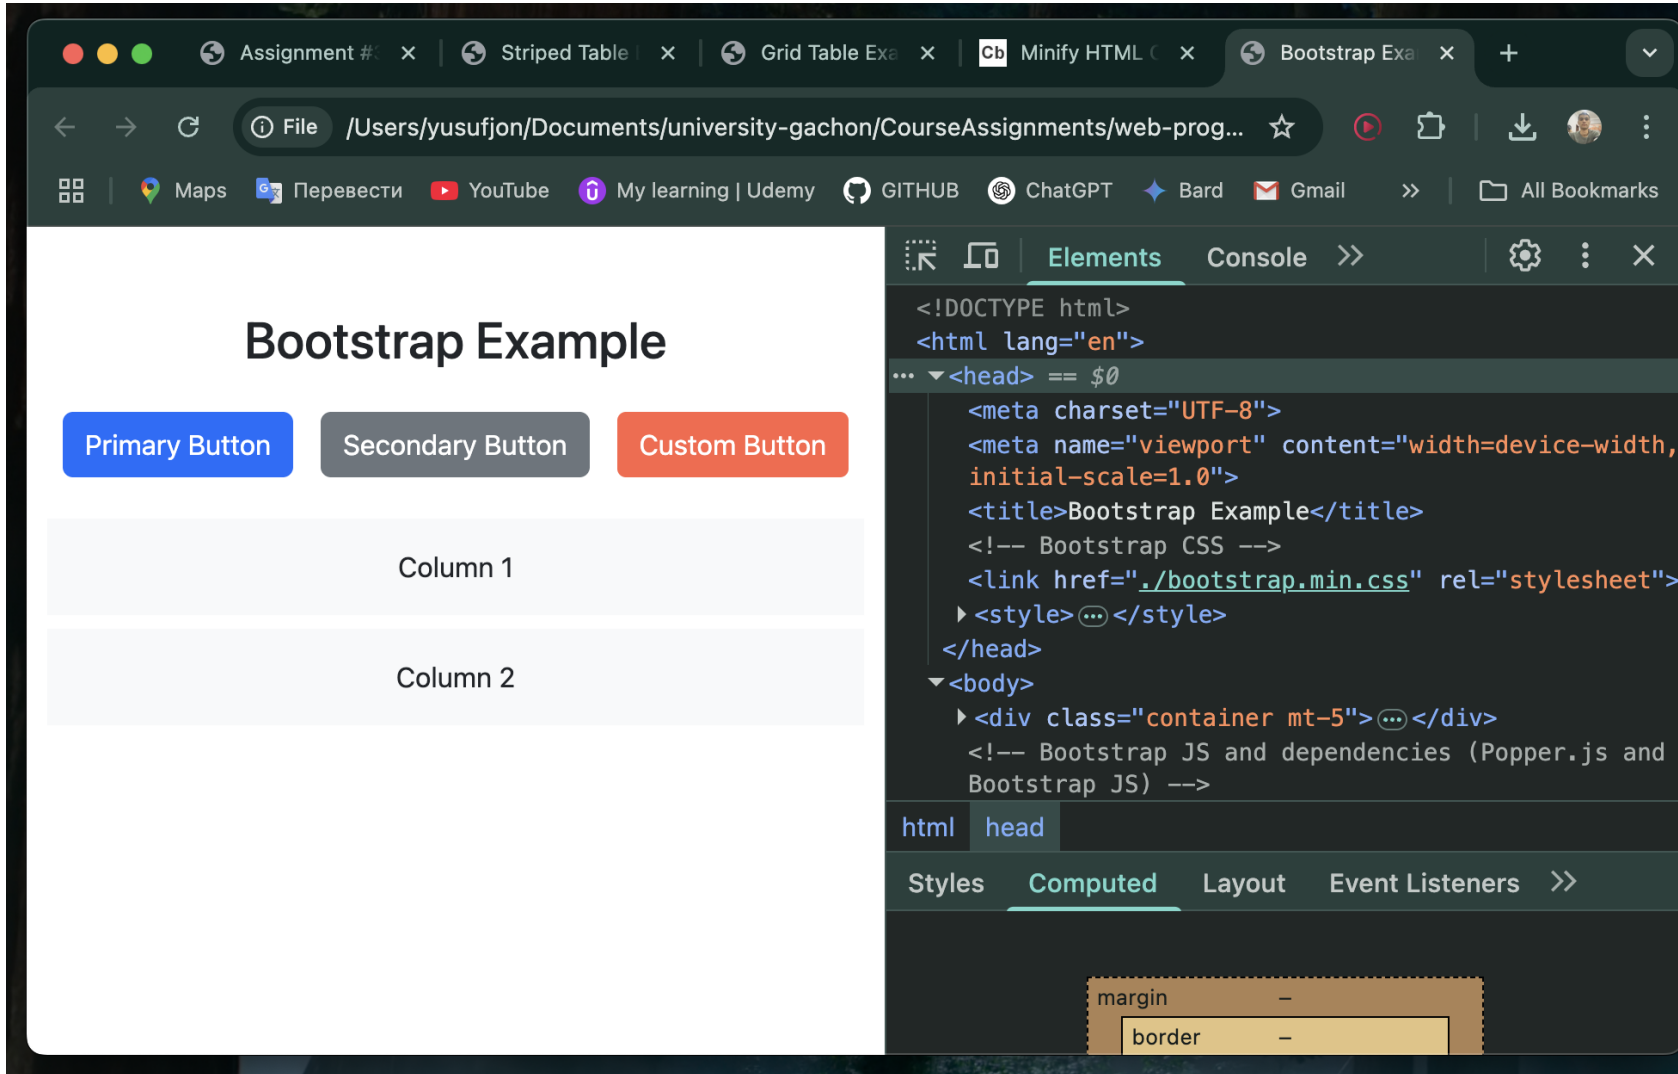 Assignment #
Striped Table
Grid Table Exa
Cb Minify HTML
Bootstrap Exa
File /Users/yusufjon/Documents/university-gachon/CourseAssignments/web-prog...
Maps Перевести YouTube My learning | Udemy GITHUB ChatGPT Bard Gmail » All Bookmarks
Bootstrap Example
Primary Button Secondary Button Custom Button
Column 1
Column 2
Elements Console
<!DOCTYPE html>
<html lang="en">
<head> == $0
<meta charset="UTF-8">
<meta name="viewport" content="width=device-width,
initial-scale=1.0">
<title>Bootstrap Example</title>
<!-- Bootstrap CSS -->
<link href="./bootstrap.min.css" rel="stylesheet">
<style>…</style>
</head>
<body>
<div class="container mt-5">…</div>
<!-- Bootstrap JS and dependencies (Popper.js and
Bootstrap JS) -->
html head
Styles Computed Layout Event Listeners
margin –
border –